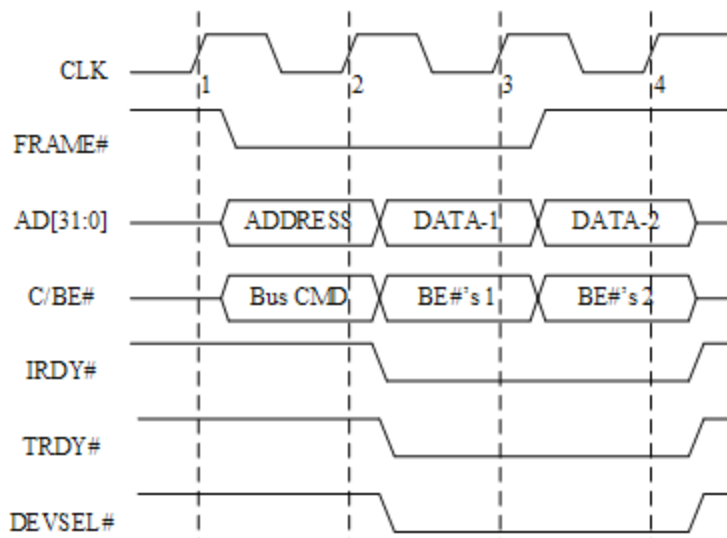 CLK
1 2 3 4
FRAME#
AD[31:0] ADDRESS DATA-1 DATA-2
C/BE# Bus CMD BE#'s 1 BE#'s 2
IRDY#
TRDY#
DEVSEL#